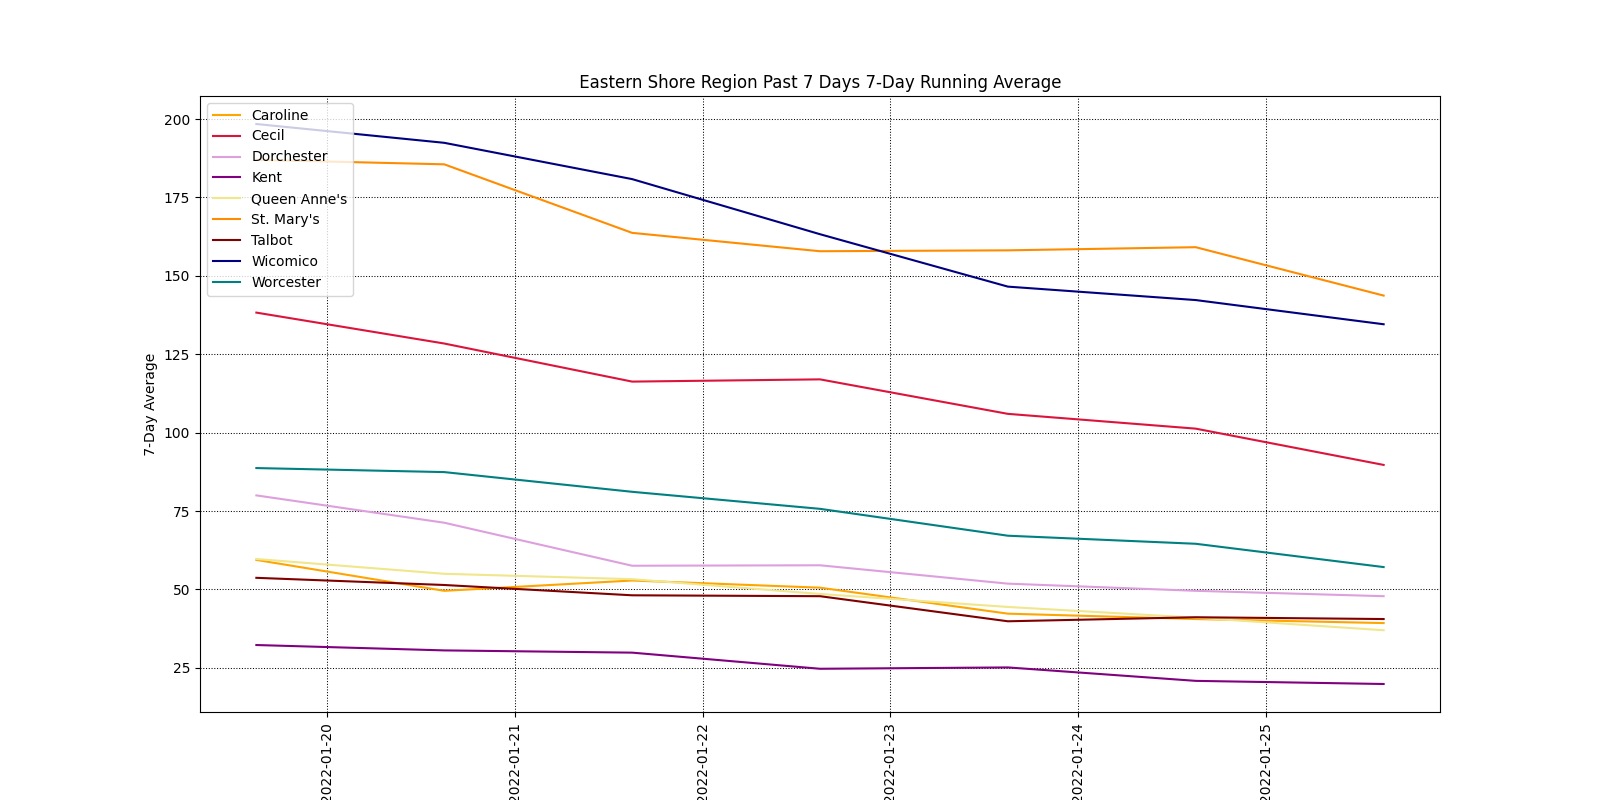 Eastern Shore Region Past 7 Days 7-Day Running Average
Caroline
Cecil
Dorchester
Kent
Queen Anne's
St. Mary's
Talbot
Wicomico
Worcester
200
175
150
125
100
75
50
25
7-Day Average
2022-01-20
2022-01-21
2022-01-22
2022-01-23
2022-01-24
2022-01-25